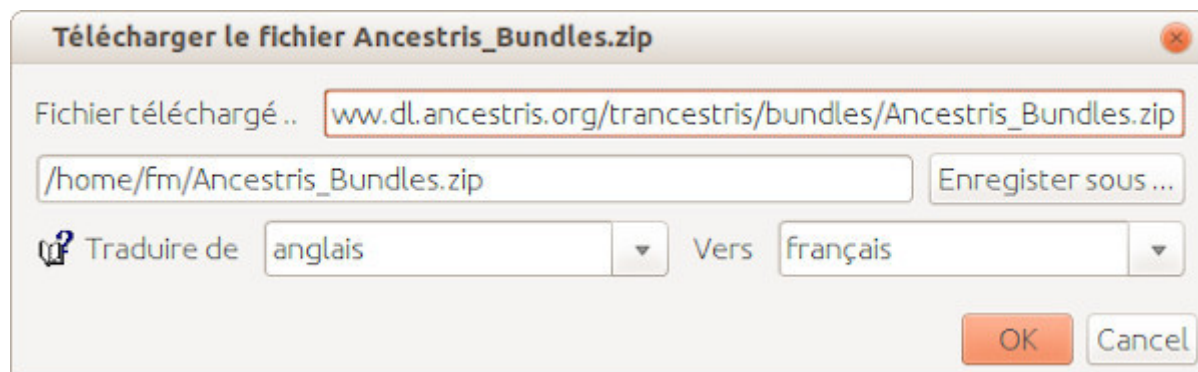 Télécharger le fichier Ancestris_Bundles.zip
Fichier téléchargé .. ww.dl.ancestris.org/trancestris/bundles/Ancestris_Bundles.zip
/home/fm/Ancestris_Bundles.zip Enregister sous ...
Traduire de anglais Vers français
OK Cancel